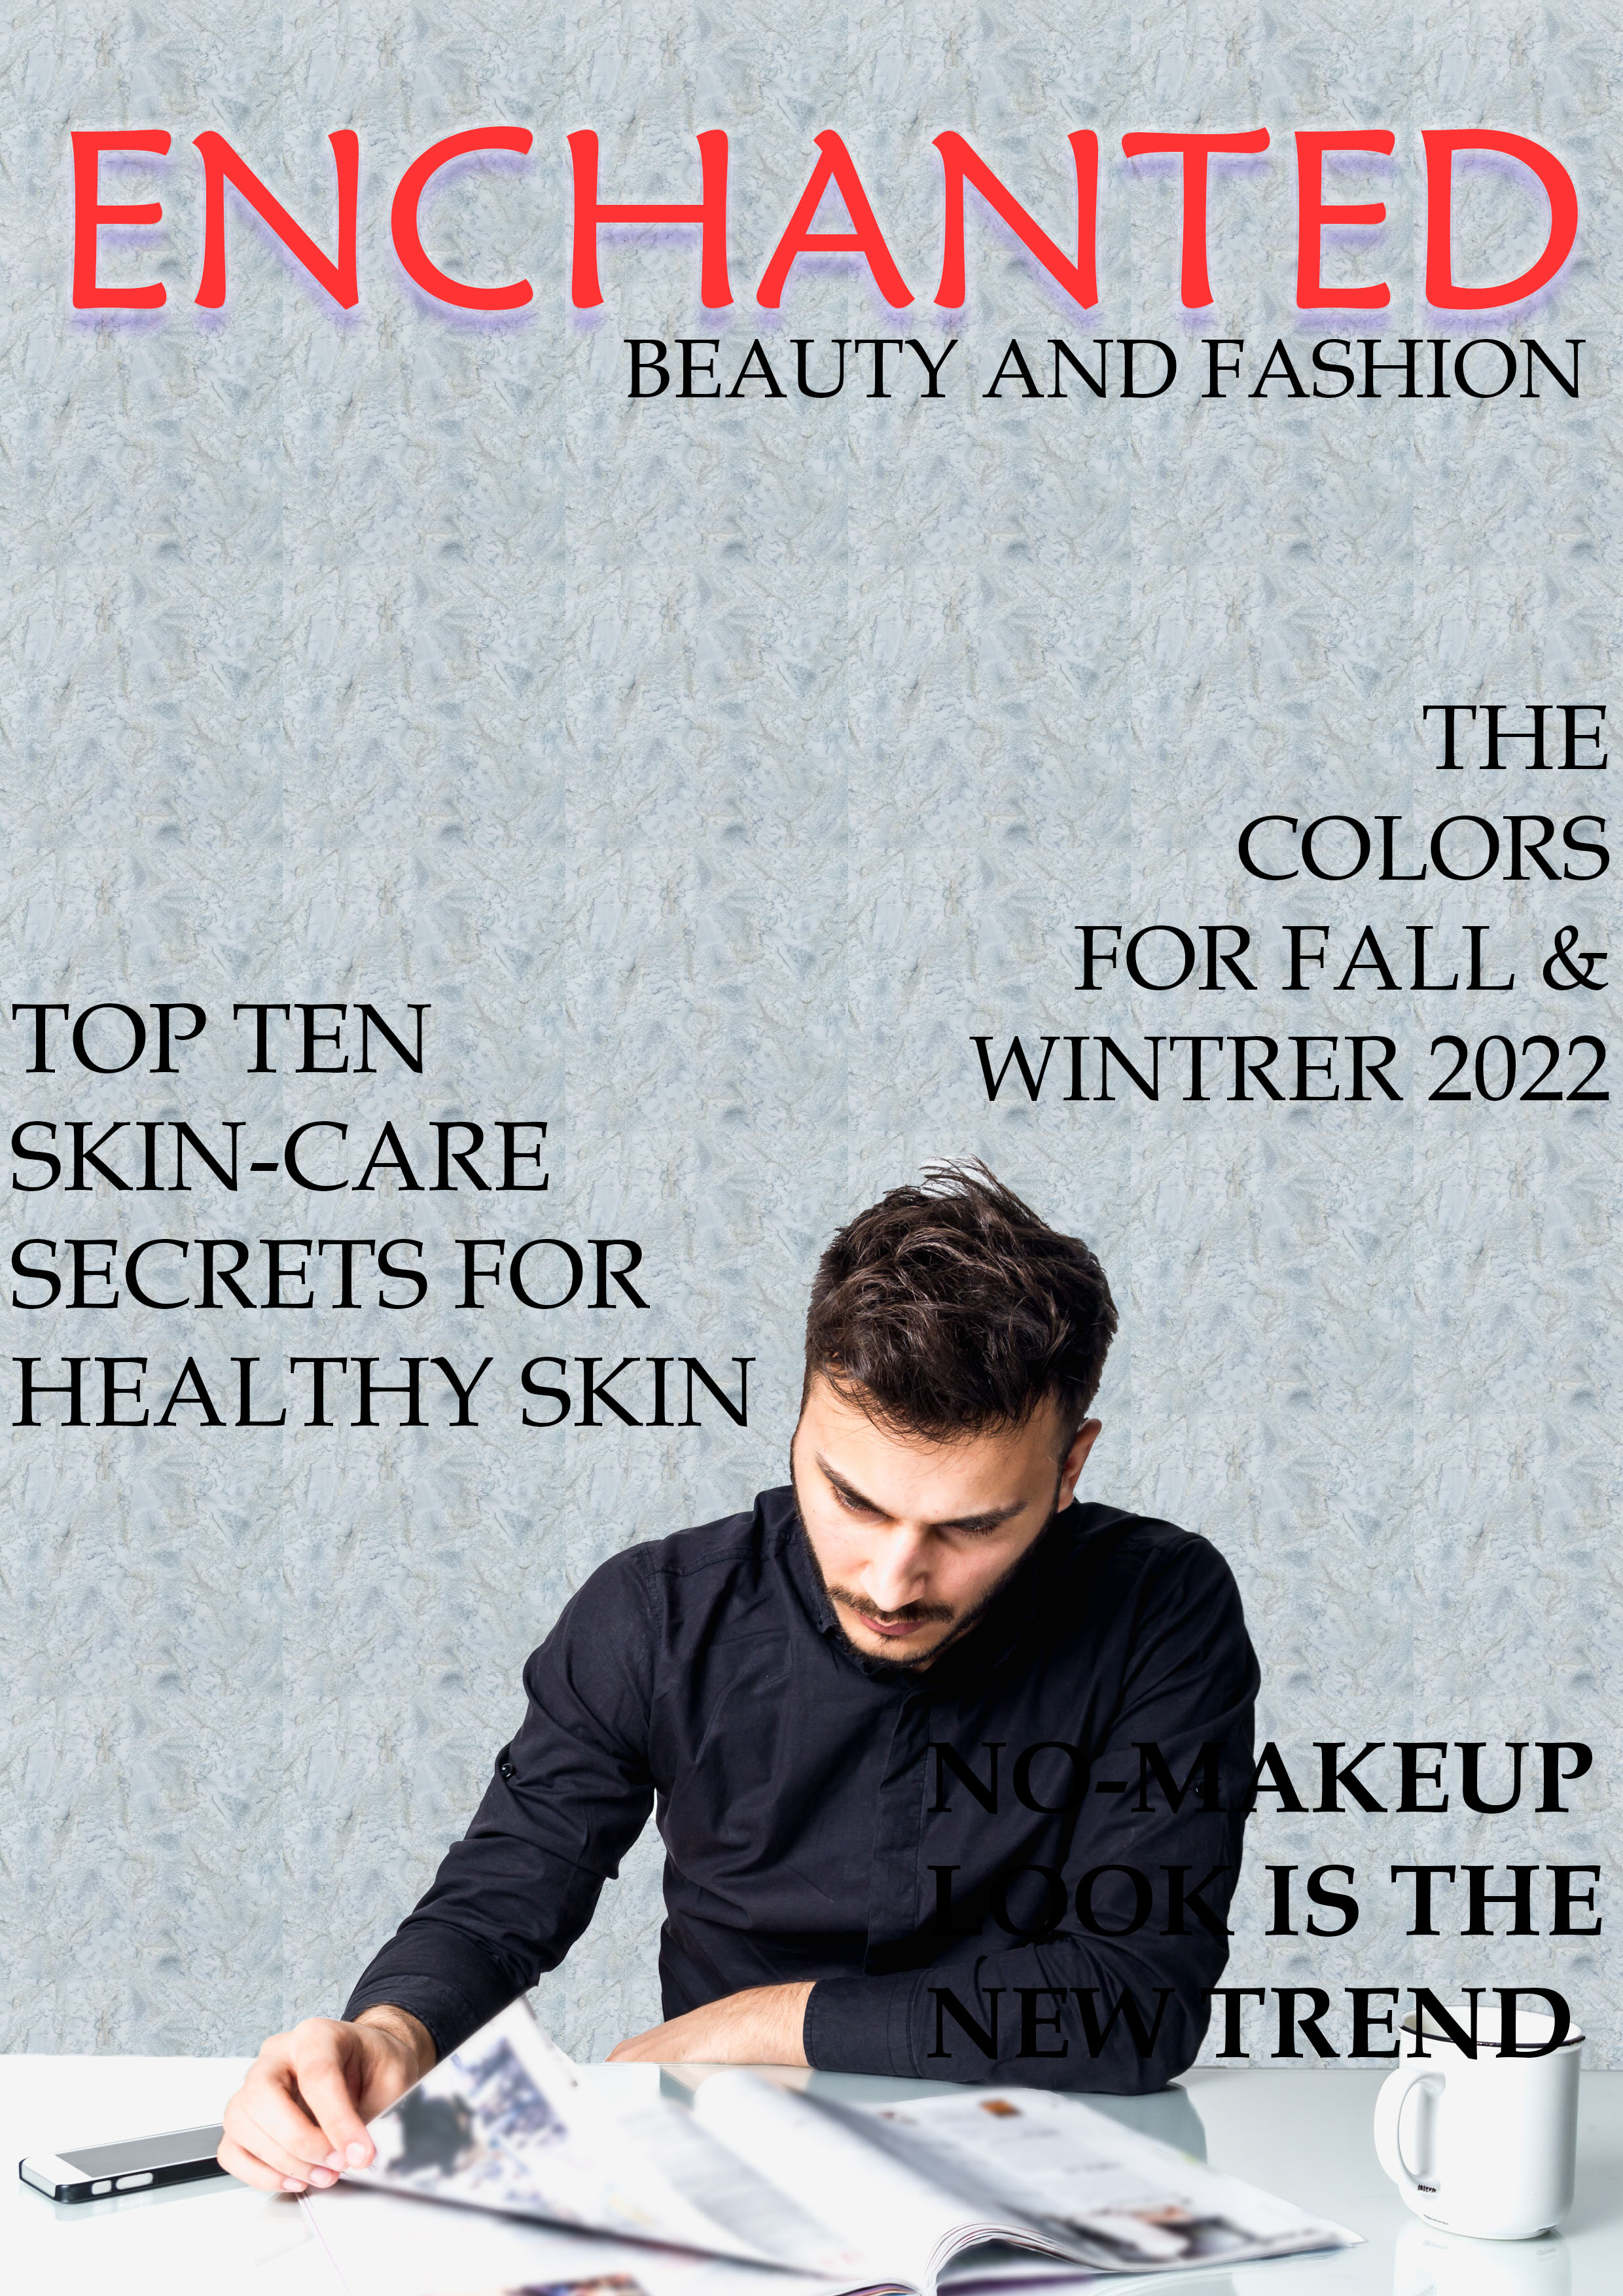 ENCHANTED
BEAUTY AND FASHION
THE
COLORS
FOR FALL &
WINTRER 2022
TOP TEN
SKIN-CARE
SECRETS FOR
HEALTHY SKIN
NO-MAKEUP
LOOK IS THE
NEW TREND